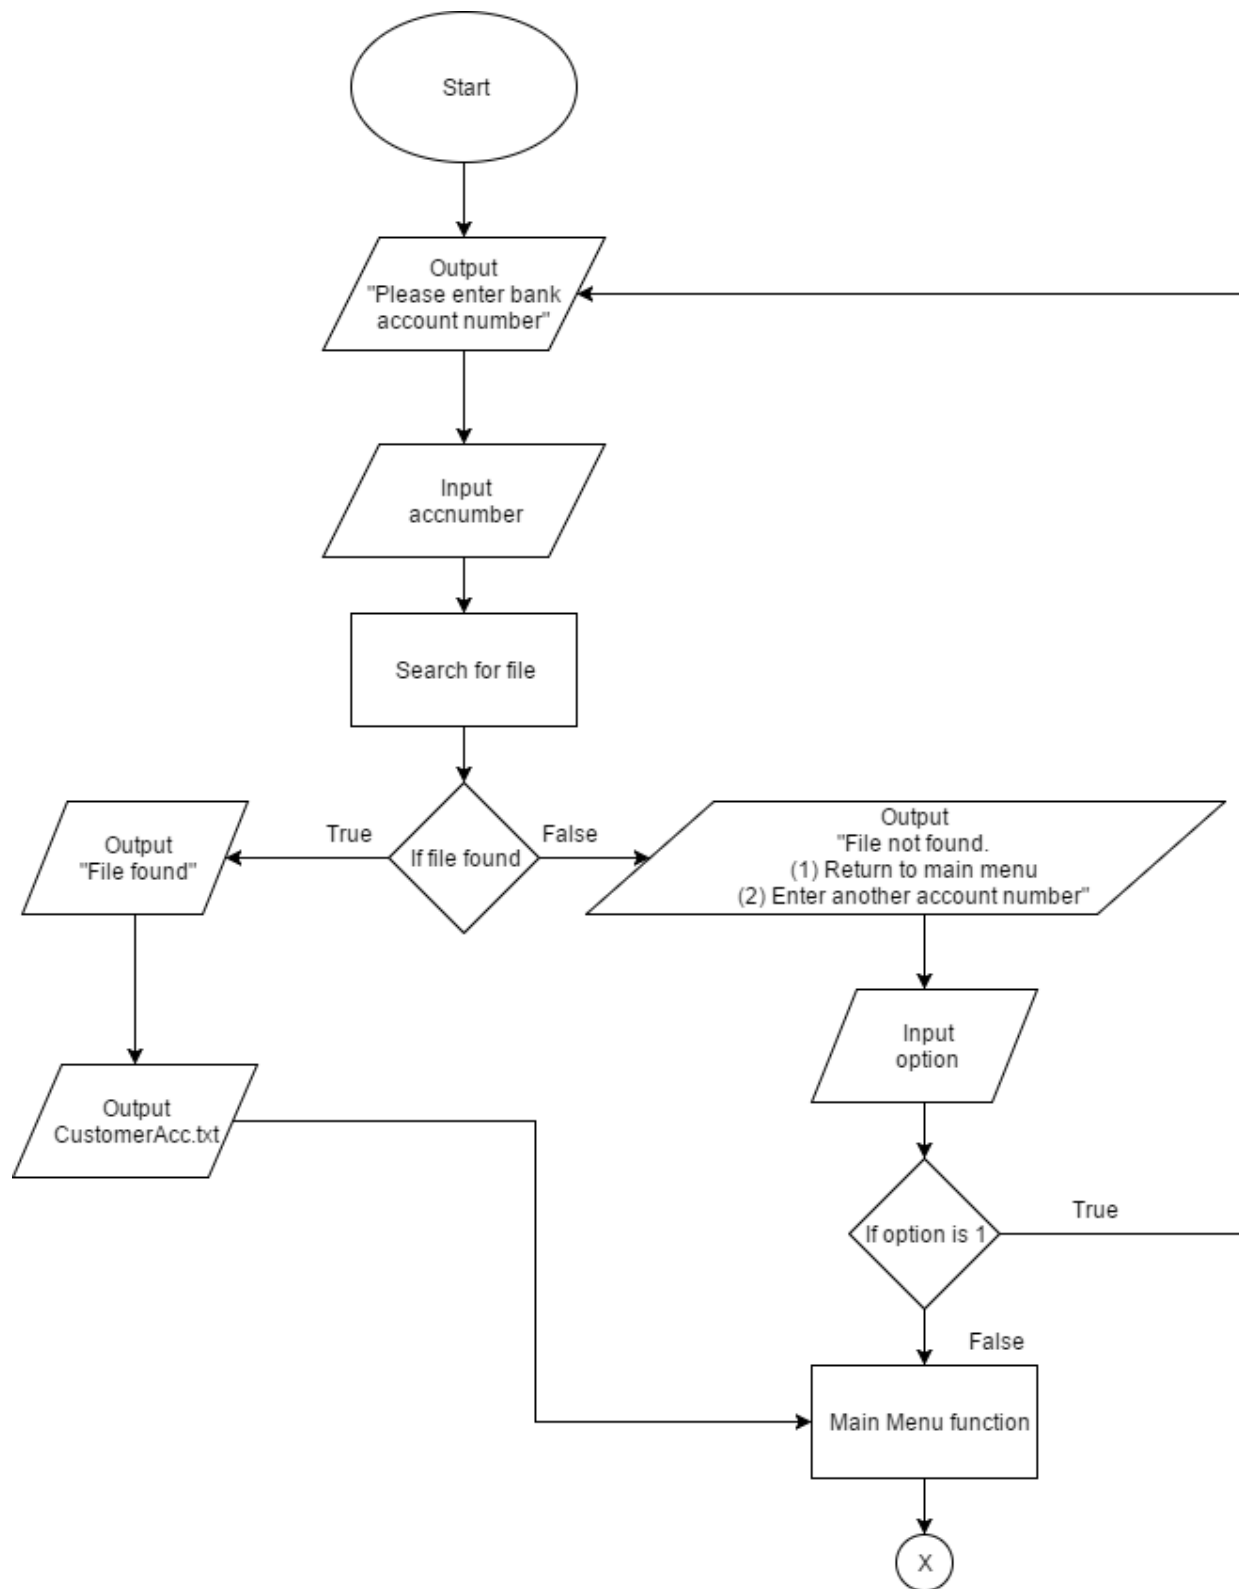 Start
Output
"Please enter bank
account number"
Input
accnumber
Search for file
If file found
True
False
Output
"File found"
Output
"File not found.
(1) Return to main menu
(2) Enter another account number"
Input
option
Output
CustomerAcc.txt
If option is 1
True
False
Main Menu function
X